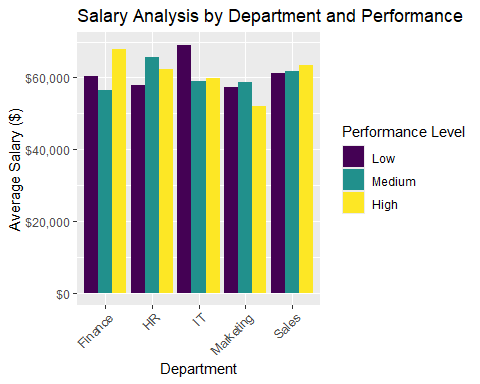 Salary Analysis by Department and Performance
Average Salary ($)
$60,000
$40,000
$20,000
$0
Finance
HR
IT
Marketing
Sales
Department
Performance Level
Low
Medium
High